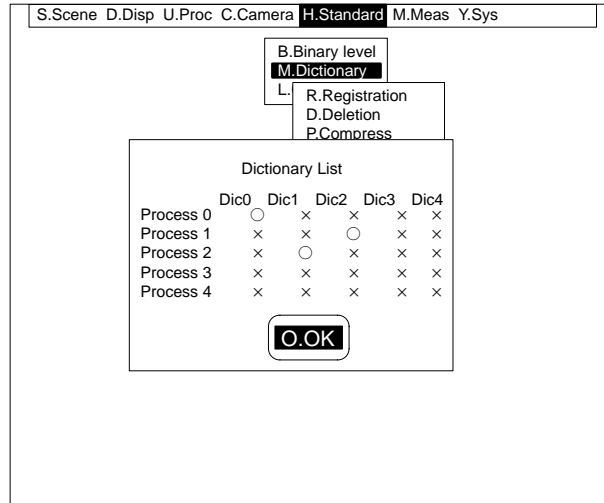 S.Scene D.Disp U.Proc C.Camera H.Standard M.Meas Y.Sys
B.Binary level
M.Dictionary
L.
R.Registration
D.Deletion
P.Compress
Dictionary List
Dic0 Dic1 Dic2 Dic3 Dic4
Process 0 ○ × × × ×
Process 1 × × ○ × ×
Process 2 × ○ × × ×
Process 3 × × × × ×
Process 4 × × × × ×
O.OK